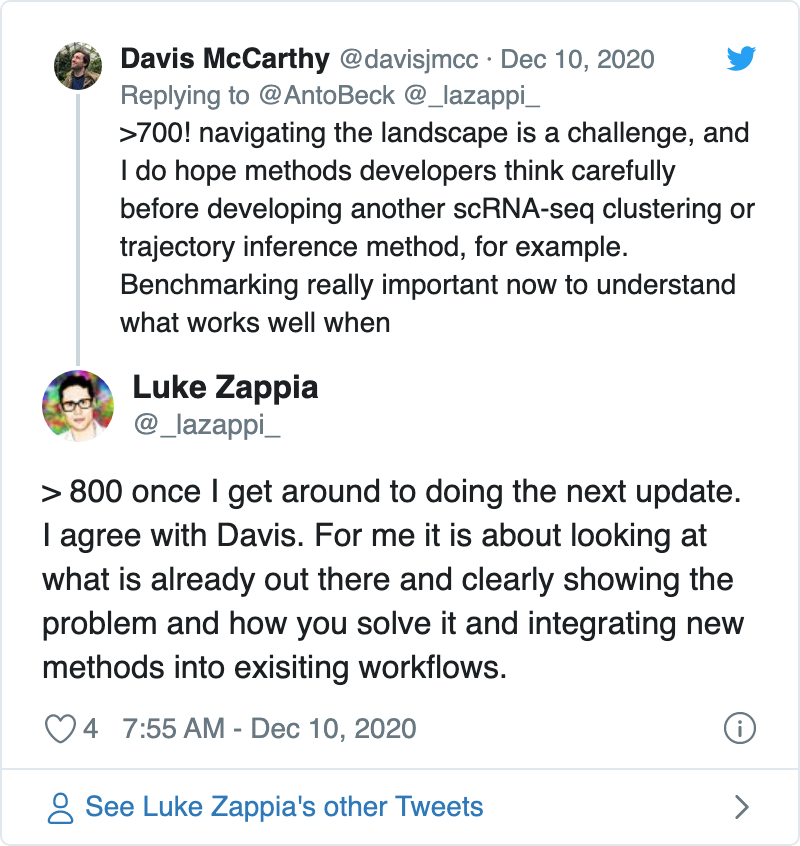 Davis McCarthy @davisjmcc · Dec 10, 2020
Replying to @AntoBeck @_lazappi_
>700! navigating the landscape is a challenge, and
I do hope methods developers think carefully
before developing another scRNA-seq clustering or
trajectory inference method, for example.
Benchmarking really important now to understand
what works well when
Luke Zappia
@_lazappi_
> 800 once I get around to doing the next update.
I agree with Davis. For me it is about looking at
what is already out there and clearly showing the
problem and how you solve it and integrating new
methods into exisiting workflows.
4 7:55 AM - Dec 10, 2020
See Luke Zappia's other Tweets